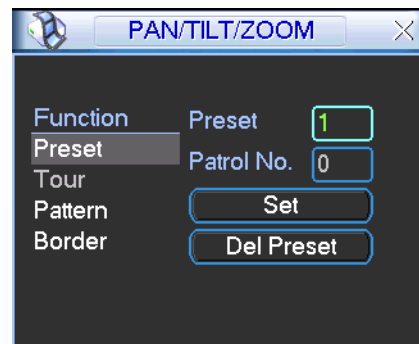 PAN/TILT/ZOOM
Function
Preset
Tour
Pattern
Border
Preset 1
Patrol No. 0
Set
Del Preset